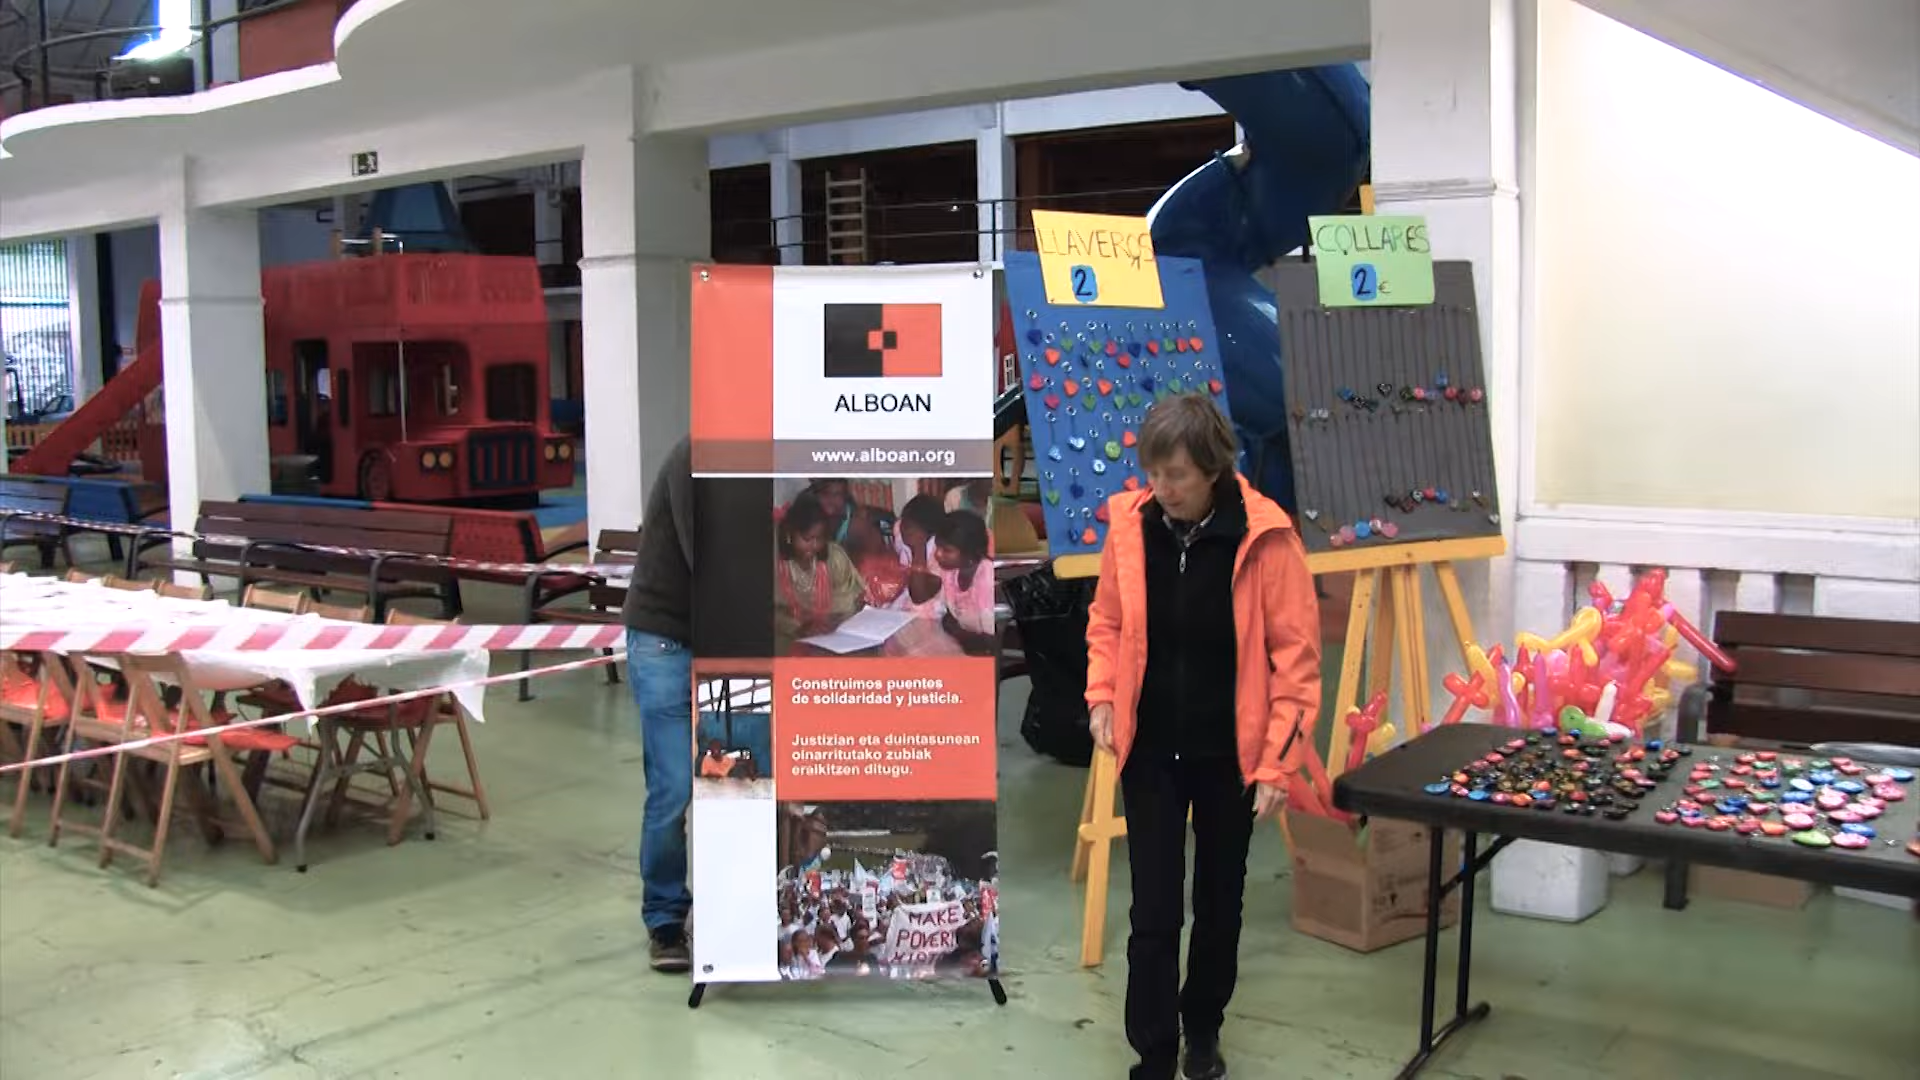 LLAVEROS
2
COLLARES
2 €
ALBOAN
www.alboan.org
Construimos puentes
de solidaridad y justicia.
Justizian eta duintasunean
oinarritutako zubiak
eraikitzen ditugu.
MAKE